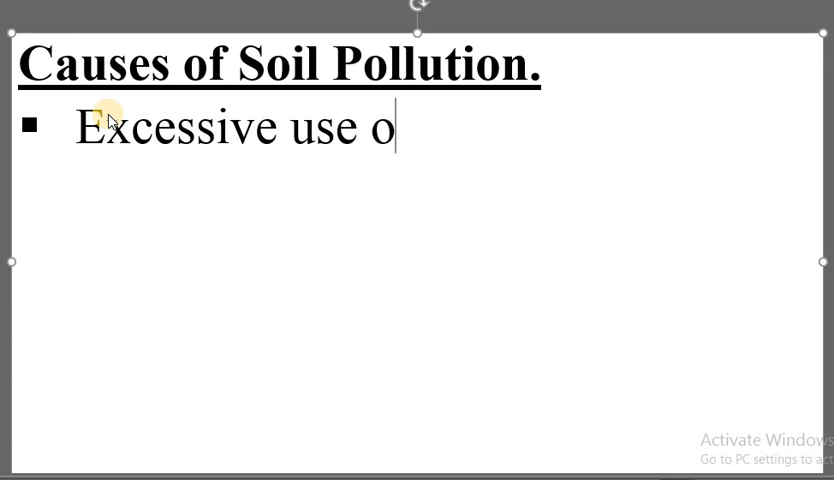 Causes of Soil Pollution.
▪ Excessive use o
Activate Windows
Go to PC settings to act